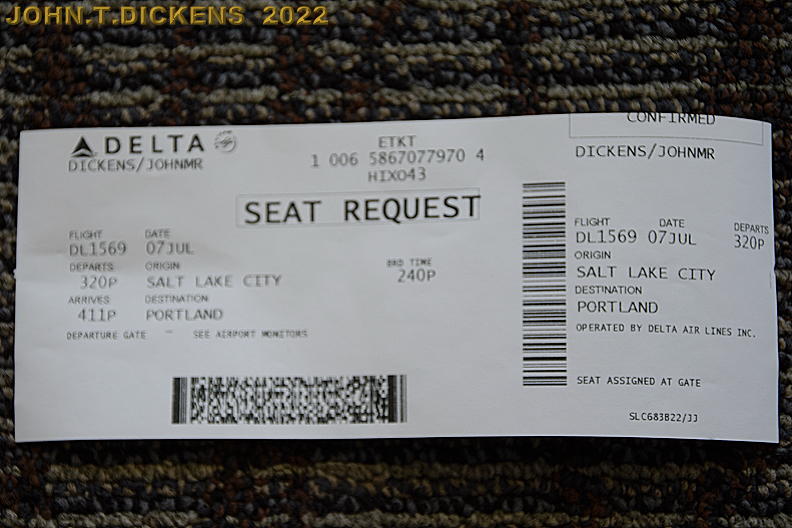 JOHN.T.DICKENS 2022
DELTA
DICKENS/JOHNMR
ETKT
1 006 5867077970 4
HIXO43
SEAT REQUEST
FLIGHT DATE
DL1569 07JUL
DEPARTS ORIGIN
320P SALT LAKE CITY
BRD TIME
240P
ARRIVES DESTINATION
411P PORTLAND
DEPARTURE GATE — SEE AIRPORT MONITORS
CONFIRMED
DICKENS/JOHNMR
FLIGHT DATE DEPARTS
DL1569 07JUL 320P
ORIGIN
SALT LAKE CITY
DESTINATION
PORTLAND
OPERATED BY DELTA AIR LINES INC.
SEAT ASSIGNED AT GATE
SLC683B22/JJ